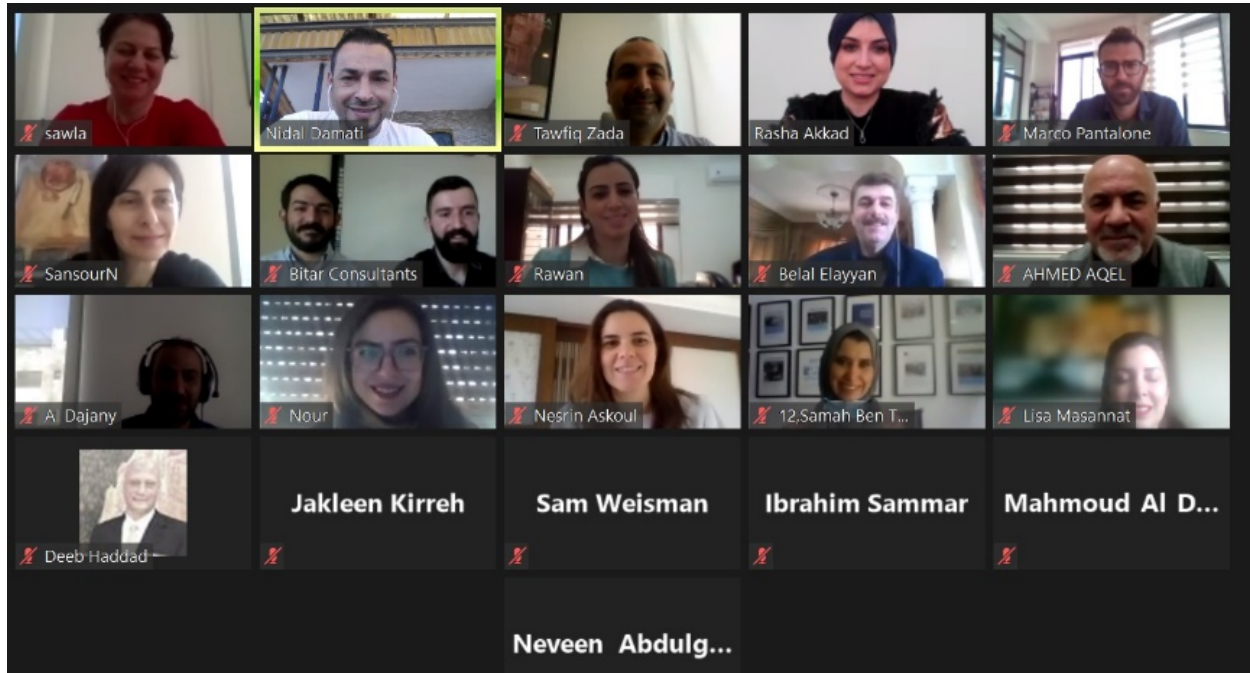 sawla
Nidal Damati
Tawfiq Zada
Rasha Akkad
Marco Pantalone
SansourN
Bitar Consultants
Rawan
Belal Elayyan
AHMED AQEL
Al Dajany
Nour
Nesrin Askoul
12,Samah Ben T...
Lisa Masannat
Deeb Haddad
Jakleen Kirreh
Sam Weisman
Ibrahim Sammar
Mahmoud Al D...
Neveen Abdulg...